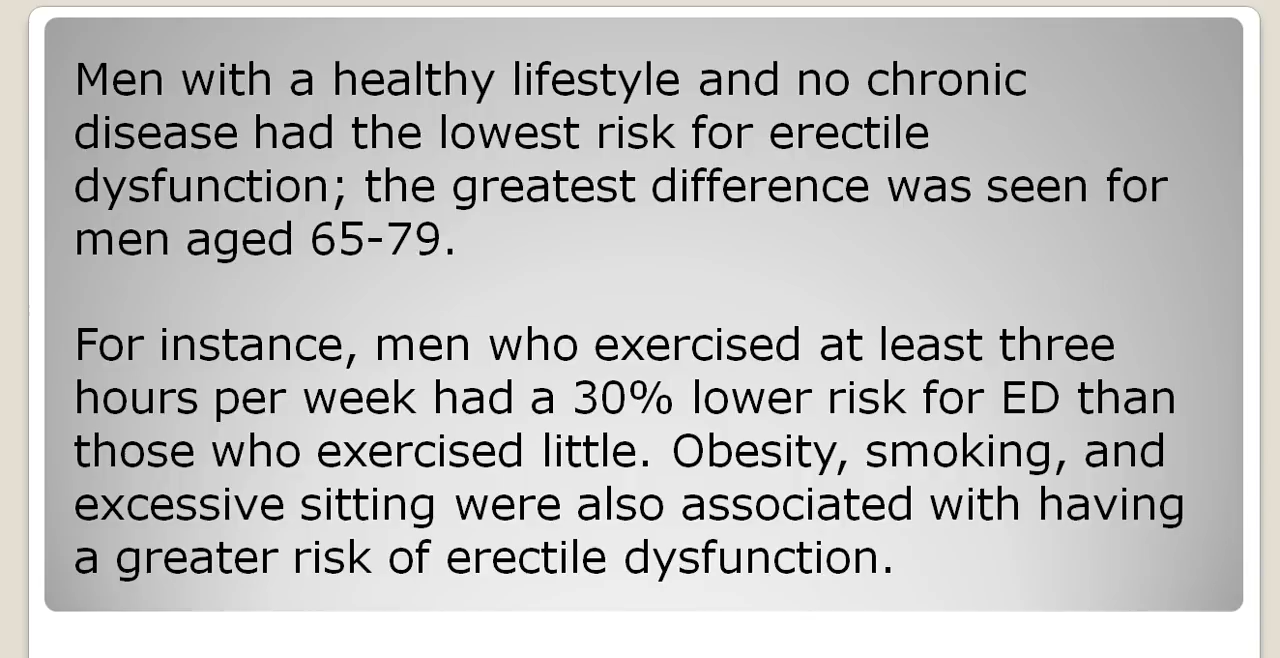 Men with a healthy lifestyle and no chronic
disease had the lowest risk for erectile
dysfunction; the greatest difference was seen for
men aged 65-79.
For instance, men who exercised at least three
hours per week had a 30% lower risk for ED than
those who exercised little. Obesity, smoking, and
excessive sitting were also associated with having
a greater risk of erectile dysfunction.